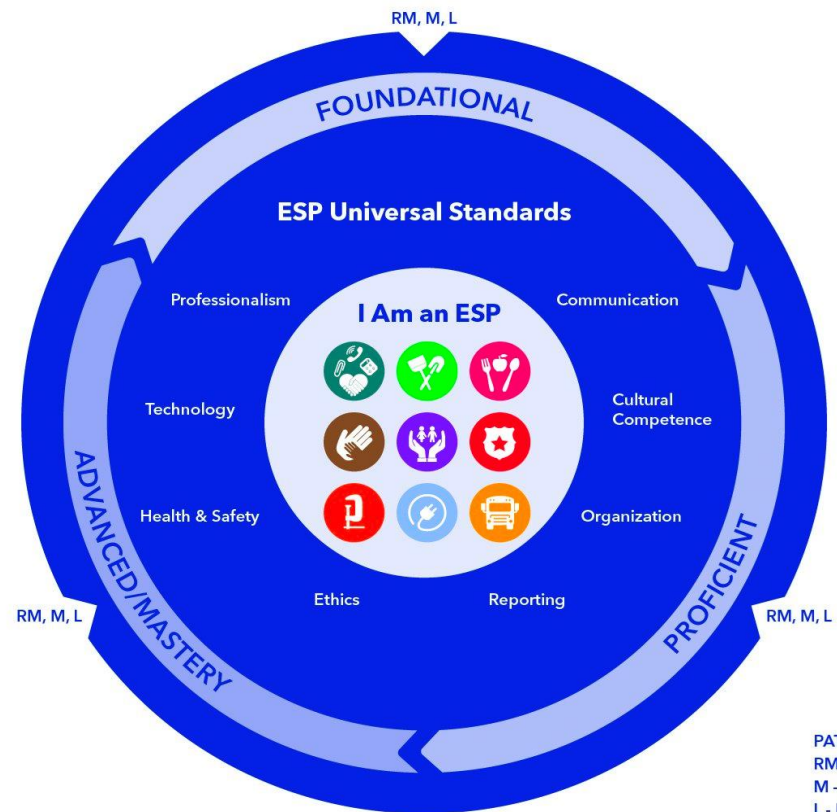 RM, M, L
FOUNDATIONAL
ESP Universal Standards
Professionalism
Communication
I Am an ESP
Technology
Cultural
Competence
Health & Safety
Organization
Ethics
Reporting
ADVANCED/MASTERY
PROFICIENT
RM, M, L
RM, M, L
RM
M -